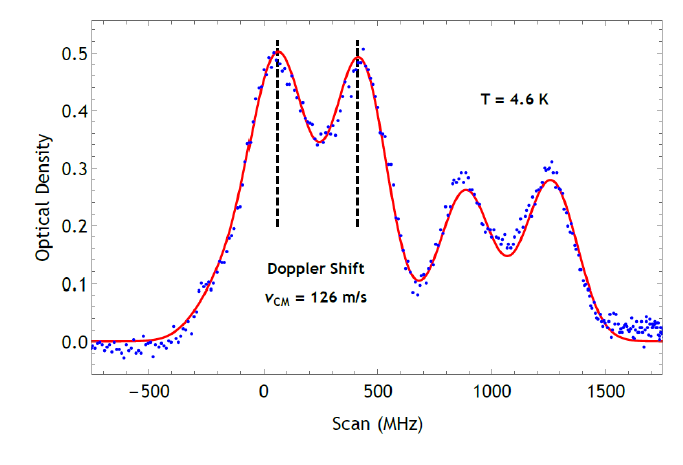 0.5
0.4
0.3
0.2
0.1
0.0
Optical Density
T = 4.6 K
Doppler Shift
vCM = 126 m/s
−500 0 500 1000 1500
Scan (MHz)